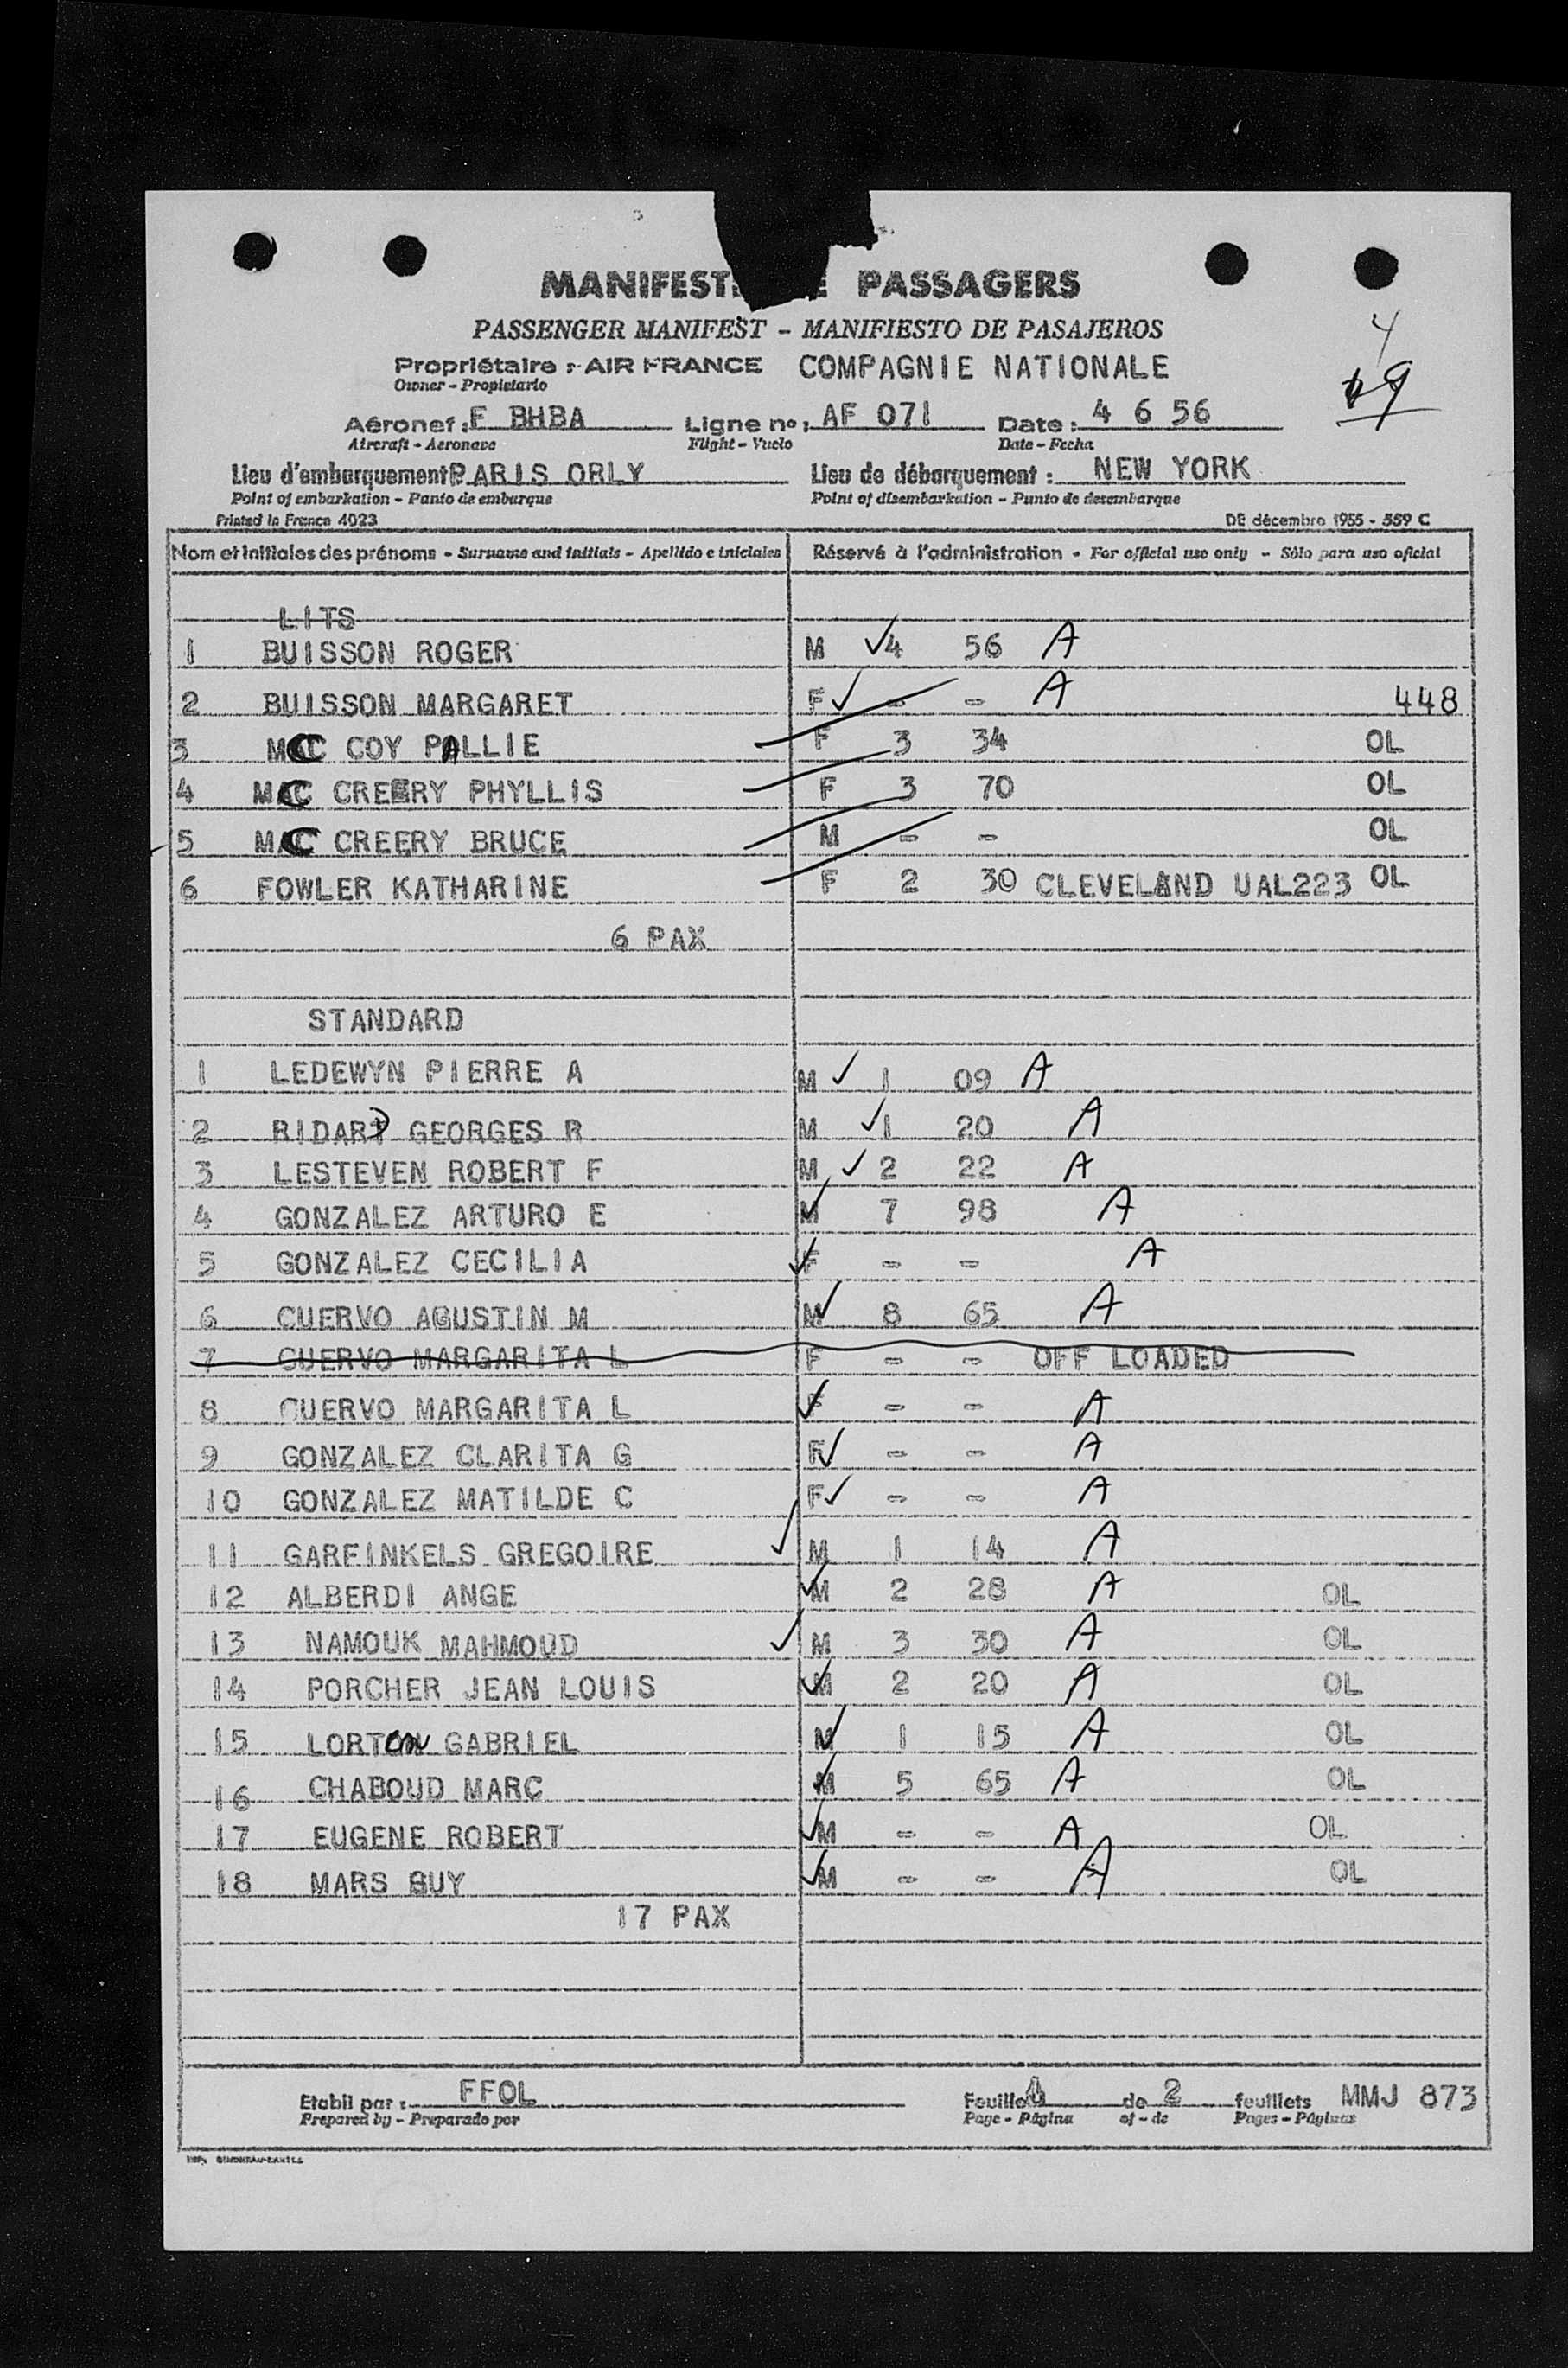 MANIFEST E PASSAGERS
PASSENGER MANIFEST - MANIFIESTO DE PASAJEROS
4
Propriétaire : AIR FRANCE COMPAGNIE NATIONALE
Owner - Propietario
19
Aéronef : F BHBA Ligne no : AF 071 Date : 4 6 56
Aircraft - Aeronave Flight - Vuelo Date - Fecha
Lieu d'embarquement PARIS ORLY Lieu de débarquement : NEW YORK
Point of embarkation - Punto de embarque Point of disembarkation - Punto de desembarque
Printed in France 4023 DE décembre 1955 - 559 C
Nom et initiales des prénoms - Surname and initials - Apellido e iniciales Réservé à l'administration - For official use only - Sólo para uso oficial
LITS
1 BUISSON ROGER M ✓ 4 56 A
2 BUISSON MARGARET F ✓ - - A 448
3 MC COY PALLIE F 3 34 OL
4 MC CREERY PHYLLIS F 3 70 OL
5 MC CREERY BRUCE M - - OL
6 FOWLER KATHARINE F 2 30 CLEVELAND UAL223 OL
6 PAX
STANDARD
1 LEDEWYN PIERRE A M ✓ 1 09 A
2 RIDARD GEORGES R M ✓ 1 20 A
3 LESTEVEN ROBERT F M ✓ 2 22 A
4 GONZALEZ ARTURO E M ✓ 7 98 A
5 GONZALEZ CECILIA F ✓ - - A
6 CUERVO AGUSTIN M M ✓ 8 65 A
7 CUERVO MARGARITA L F - - OFF LOADED
8 CUERVO MARGARITA L F ✓ - - A
9 GONZALEZ CLARITA G F ✓ - - A
10 GONZALEZ MATILDE C F ✓ - - A
11 GARFINKELS GREGOIRE ✓ M 1 14 A
12 ALBERDI ANGE ✓ M 2 28 A OL
13 NAMOUK MAHMOUD ✓ M 3 30 A OL
14 PORCHER JEAN LOUIS ✓ M 2 20 A OL
15 LORTON GABRIEL M ✓ 1 15 A OL
16 CHABOUD MARC M ✓ 5 65 A OL
17 EUGENE ROBERT ✓ M - - A OL
18 MARS GUY ✓ M - - A OL
17 PAX
Etabli par : FFOL Feuillet de 2 feuillets MMJ 873
Prepared by - Preparado por Page - Página of - de Pages - Páginas